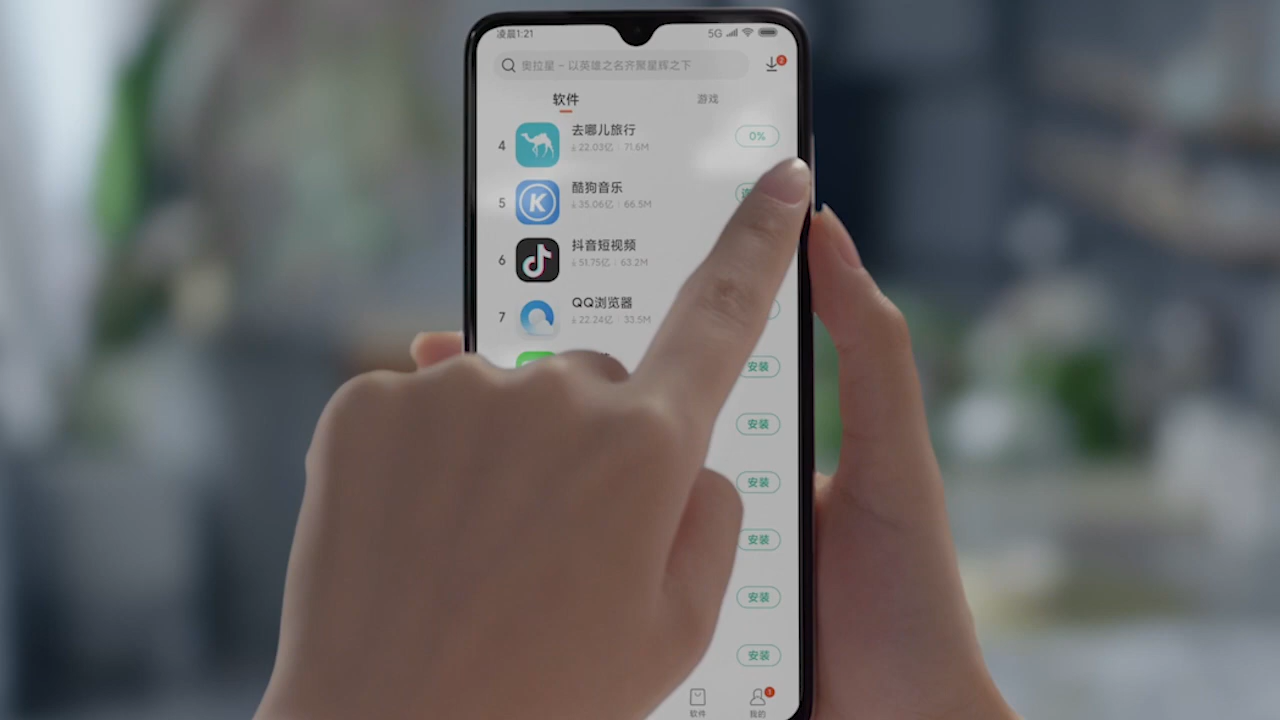 凌晨1:21
5G
奥拉星 - 以英雄之名齐聚星辉之下
2
软件
游戏
4
去哪儿旅行
22.03亿 | 71.6M
0%
5
K
酷狗音乐
35.06亿 | 66.5M
6
抖音短视频
51.75亿 | 63.2M
7
QQ浏览器
22.24亿 | 33.5M
安装
安装
安装
安装
安装
安装
1
软件
我的